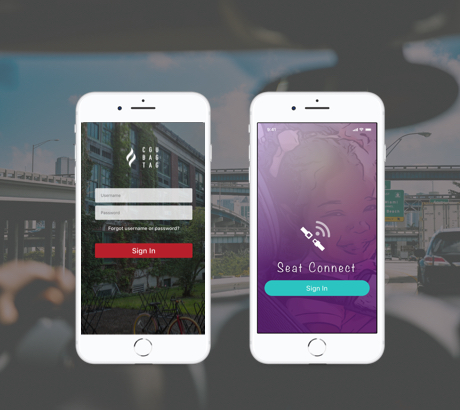 CON
BAG
TAG
Username
Password
Forgot username or password?
Sign In
9:41
Seat Connect
Sign In